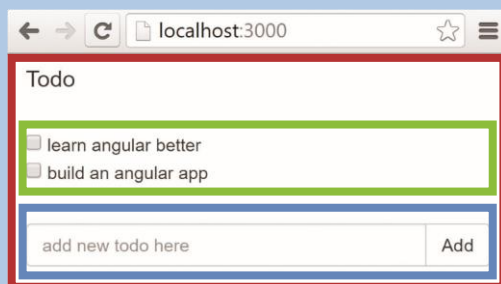 localhost:3000
Todo
learn angular better
build an angular app
add new todo here
Add